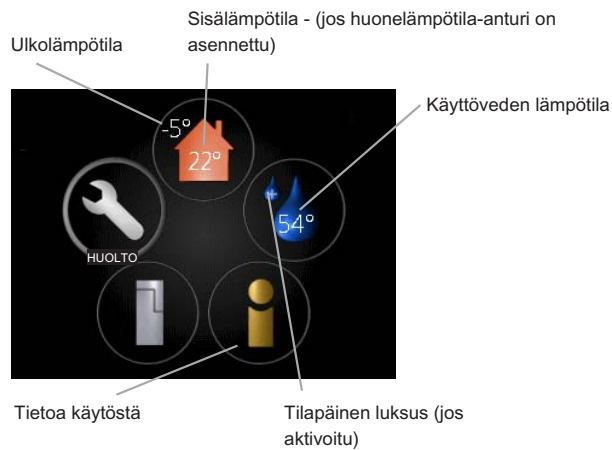 Sisälämpötila - (jos huonelämpötila-anturi on
asennettu)
Ulkolämpötila
Käyttöveden lämpötila
-5°
22°
54°
HUOLTO
Tietoa käytöstä
Tilapäinen luksus (jos
aktivoitu)